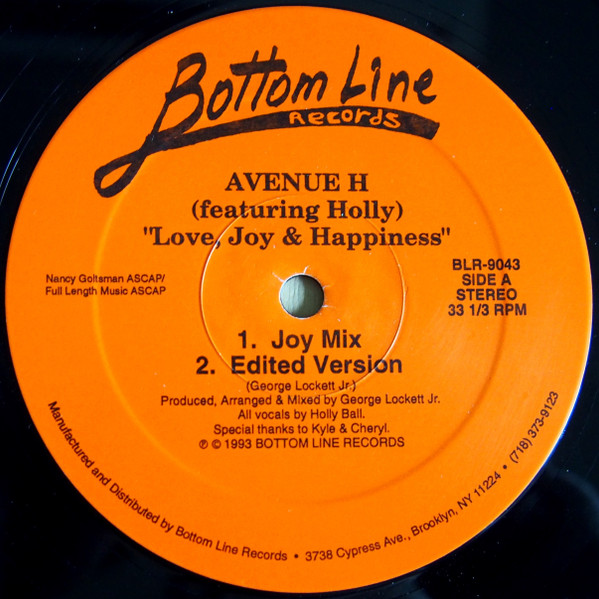 Bottom Line
Records
AVENUE H
(featuring Holly)
"Love, Joy & Happiness"
Nancy Goltsman ASCAP/
Full Length Music ASCAP
BLR-9043
SIDE A
STEREO
33 1/3 RPM
1. Joy Mix
2. Edited Version
(George Lockett Jr.)
Produced, Arranged & Mixed by George Lockett Jr.
All vocals by Holly Ball.
Special thanks to Kyle & Cheryl.
℗ © 1993 BOTTOM LINE RECORDS
Manufactured and Distributed by Bottom Line Records • 3738 Cypress Ave., Brooklyn, NY 11224 • (718) 373-9123